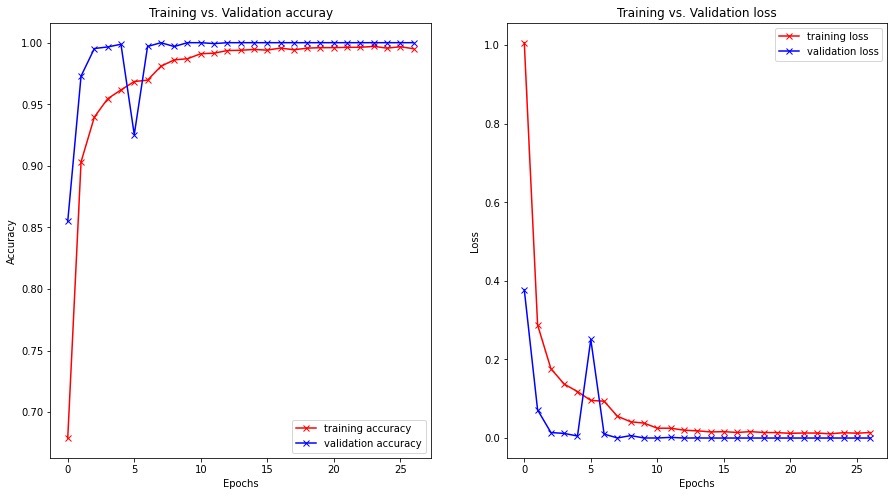 Training vs. Validation accuray
Accuracy
1.00
0.95
0.90
0.85
0.80
0.75
0.70
0 5 10 15 20 25
Epochs
training accuracy
validation accuracy
Training vs. Validation loss
Loss
1.0
0.8
0.6
0.4
0.2
0.0
0 5 10 15 20 25
Epochs
training loss
validation loss